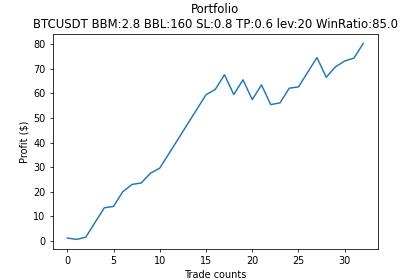 Portfolio
BTCUSDT BBM:2.8 BBL:160 SL:0.8 TP:0.6 lev:20 WinRatio:85.0
80
70
60
50
40
30
20
10
0
Profit ($)
0 5 10 15 20 25 30
Trade counts